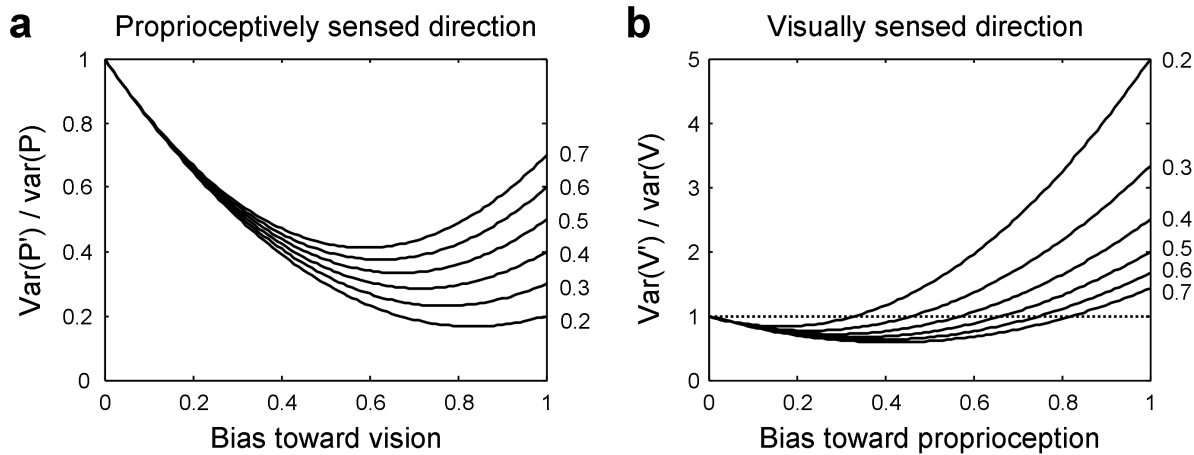 a
Proprioceptively sensed direction
Var(P') / var(P)
1
0.8
0.6
0.4
0.2
0
0 0.2 0.4 0.6 0.8 1
0.7
0.6
0.5
0.4
0.3
0.2
Bias toward vision
b
Visually sensed direction
Var(V') / var(V)
5
4
3
2
1
0
0 0.2 0.4 0.6 0.8 1
0.2
0.3
0.4
0.5
0.6
0.7
Bias toward proprioception